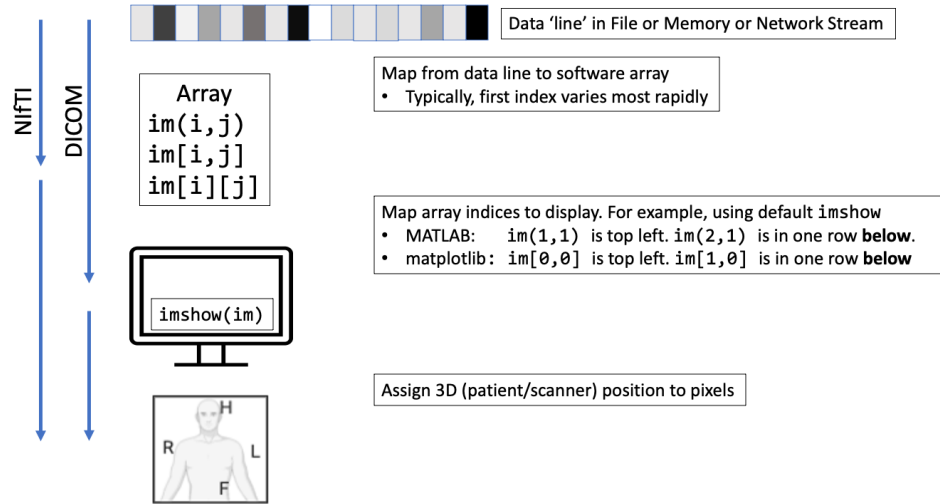 Data ‘line’ in File or Memory or Network Stream
NIfTI
DICOM
Array
im(i,j)
im[i,j]
im[i][j]
Map from data line to software array
• Typically, first index varies most rapidly
Map array indices to display. For example, using default imshow
• MATLAB: im(1,1) is top left. im(2,1) is in one row below.
• matplotlib: im[0,0] is top left. im[1,0] is in one row below
imshow(im)
Assign 3D (patient/scanner) position to pixels
H
R
L
F